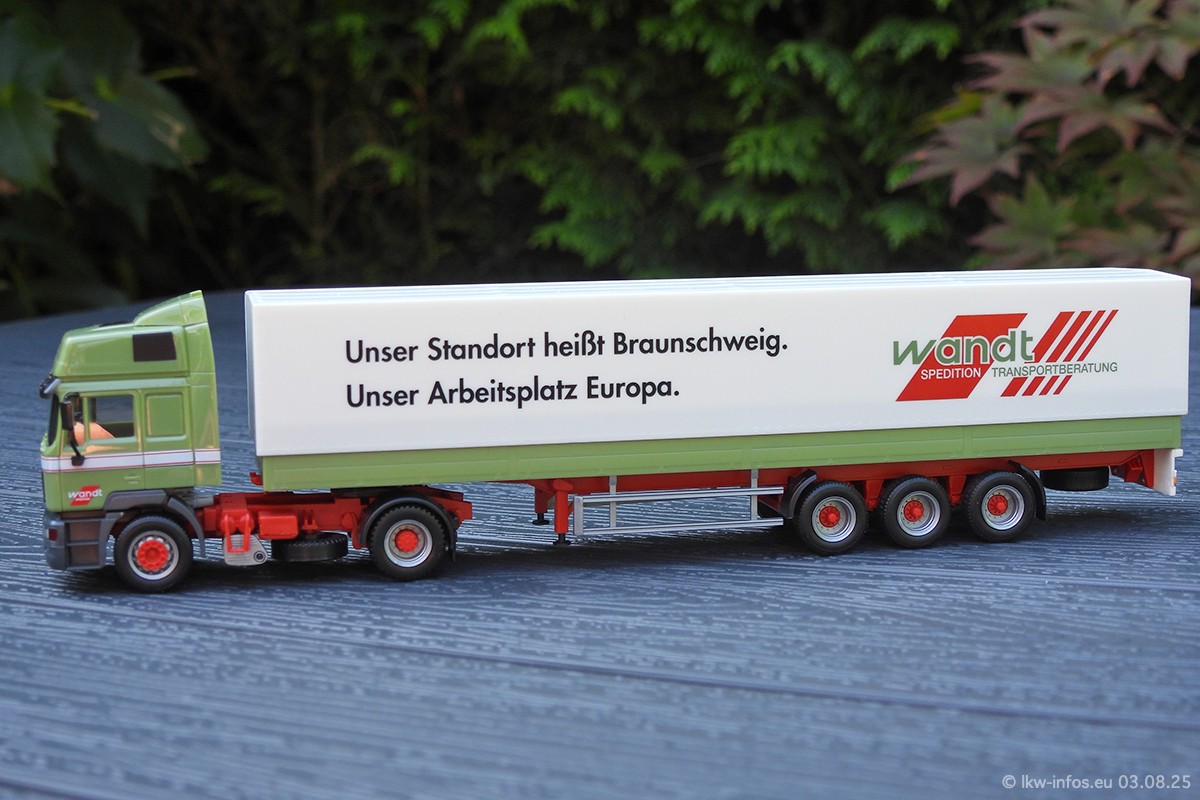 Unser Standort heißt Braunschweig.
Unser Arbeitsplatz Europa.
wandt
SPEDITION TRANSPORTBERATUNG
wandt
© lkw-infos.eu 03.08.25